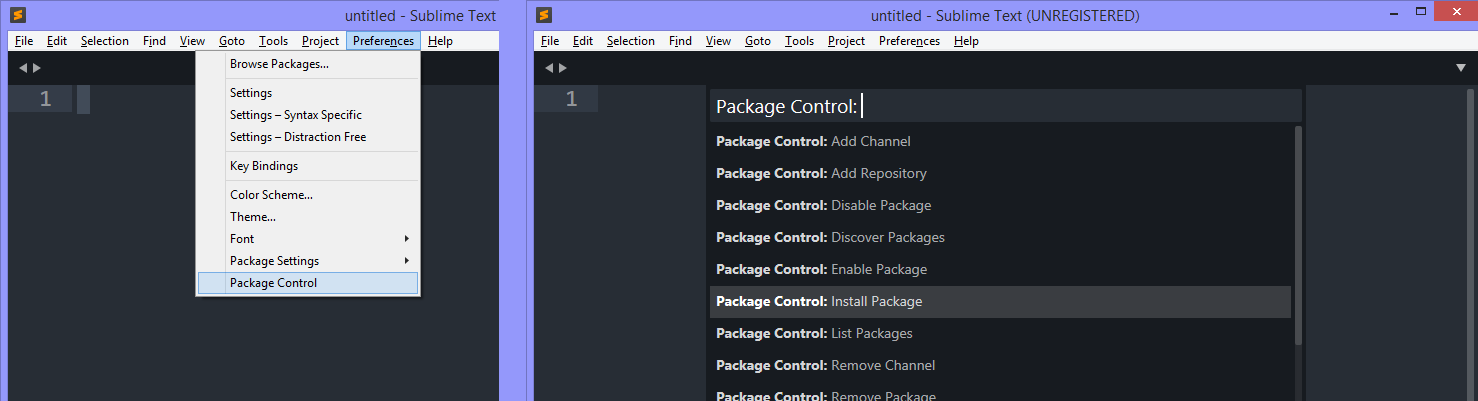 untitled - Sublime Text
File Edit Selection Find View Goto Tools Project Preferences Help
Browse Packages...
Settings
Settings – Syntax Specific
Settings – Distraction Free
Key Bindings
Color Scheme...
Theme...
Font
Package Settings
Package Control
1
untitled - Sublime Text (UNREGISTERED)
File Edit Selection Find View Goto Tools Project Preferences Help
1
Package Control:
Package Control: Add Channel
Package Control: Add Repository
Package Control: Disable Package
Package Control: Discover Packages
Package Control: Enable Package
Package Control: Install Package
Package Control: List Packages
Package Control: Remove Channel
Package Control: Remove Package